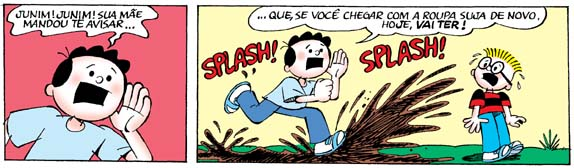 JUNIM! JUNIM! SUA MÃE
MANDOU TE AVISAR...
...QUE, SE VOCÊ CHEGAR COM A ROUPA SUJA DE NOVO,
HOJE, VAI TER!
SPLASH!
SPLASH!